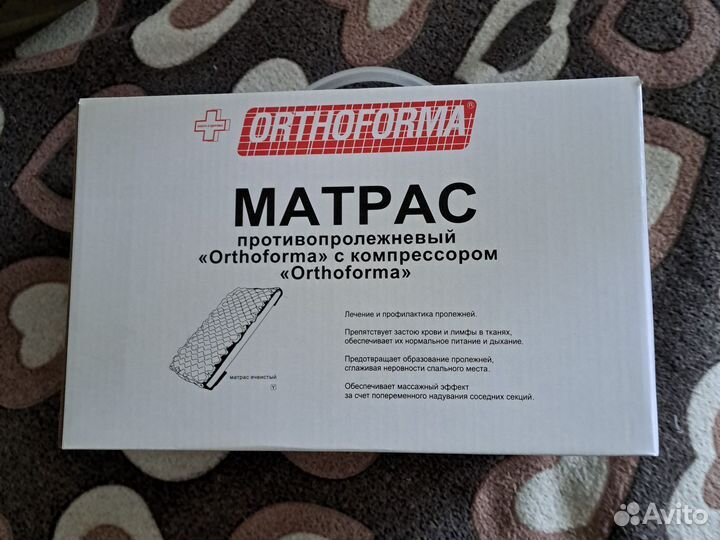 ORTHOFORMA®
МАТРАС
противопролежневый
«Orthoforma» с компрессором
«Orthoforma»
Лечение и профилактика пролежней.
Препятствует застою крови и лимфы в тканях,
обеспечивает их нормальное питание и дыхание.
Предотвращает образование пролежней,
сглаживая неровности спального места.
Обеспечивает массажный эффект
за счет попеременного надувания соседних секций.
матрас ячеистый
Avito